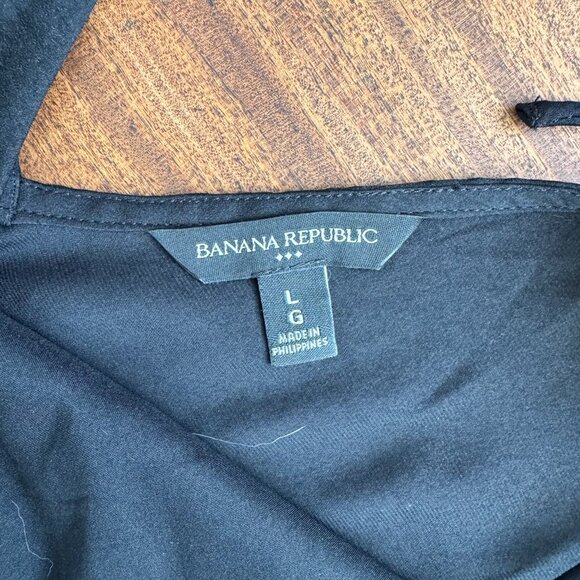 BANANA REPUBLIC
L
G
MADE IN
PHILIPPINES